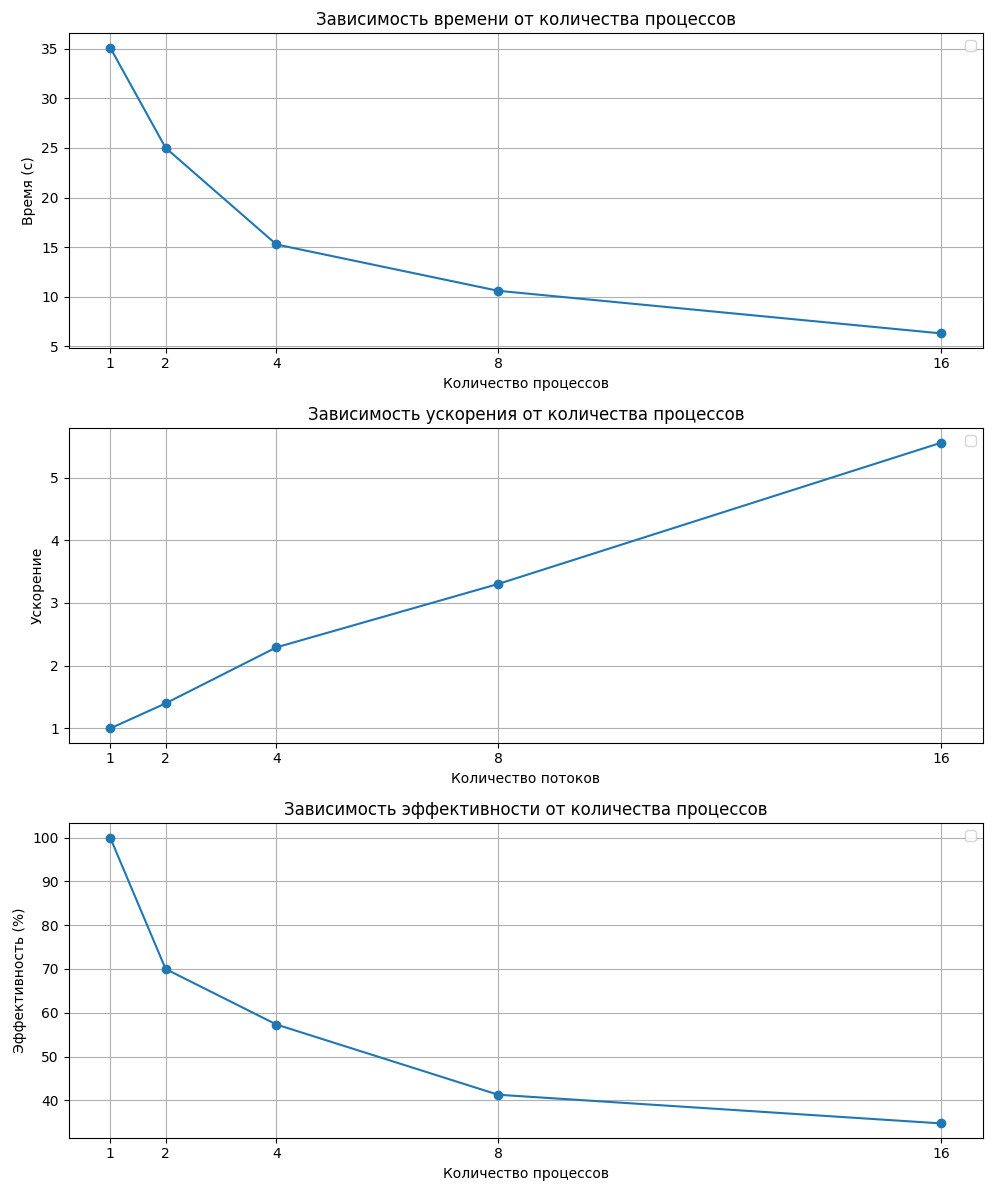 Зависимость времени от количества процессов
Время (с)
35
30
25
20
15
10
5
1 2 4 8 16
Количество процессов
Зависимость ускорения от количества процессов
Ускорение
5
4
3
2
1
1 2 4 8 16
Количество потоков
Зависимость эффективности от количества процессов
Эффективность (%)
100
90
80
70
60
50
40
1 2 4 8 16
Количество процессов